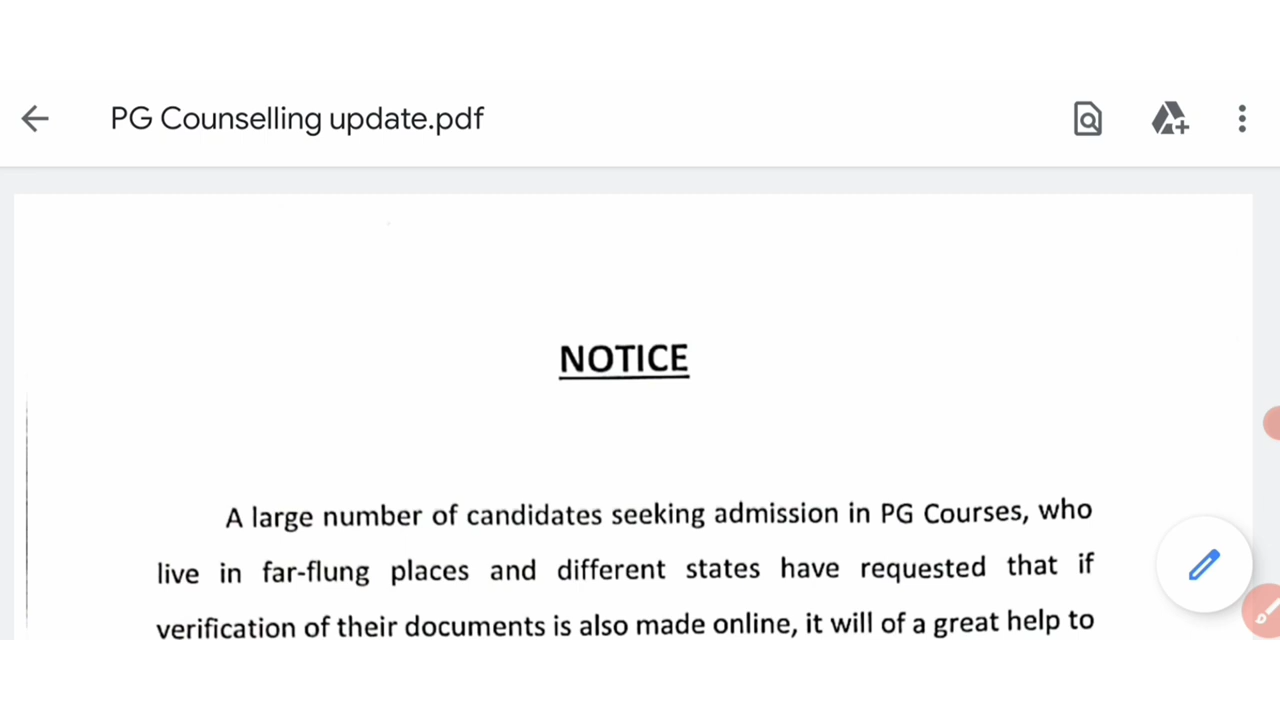 PG Counselling update.pdf
NOTICE
A large number of candidates seeking admission in PG Courses, who
live in far-flung places and different states have requested that if
verification of their documents is also made online, it will of a great help to